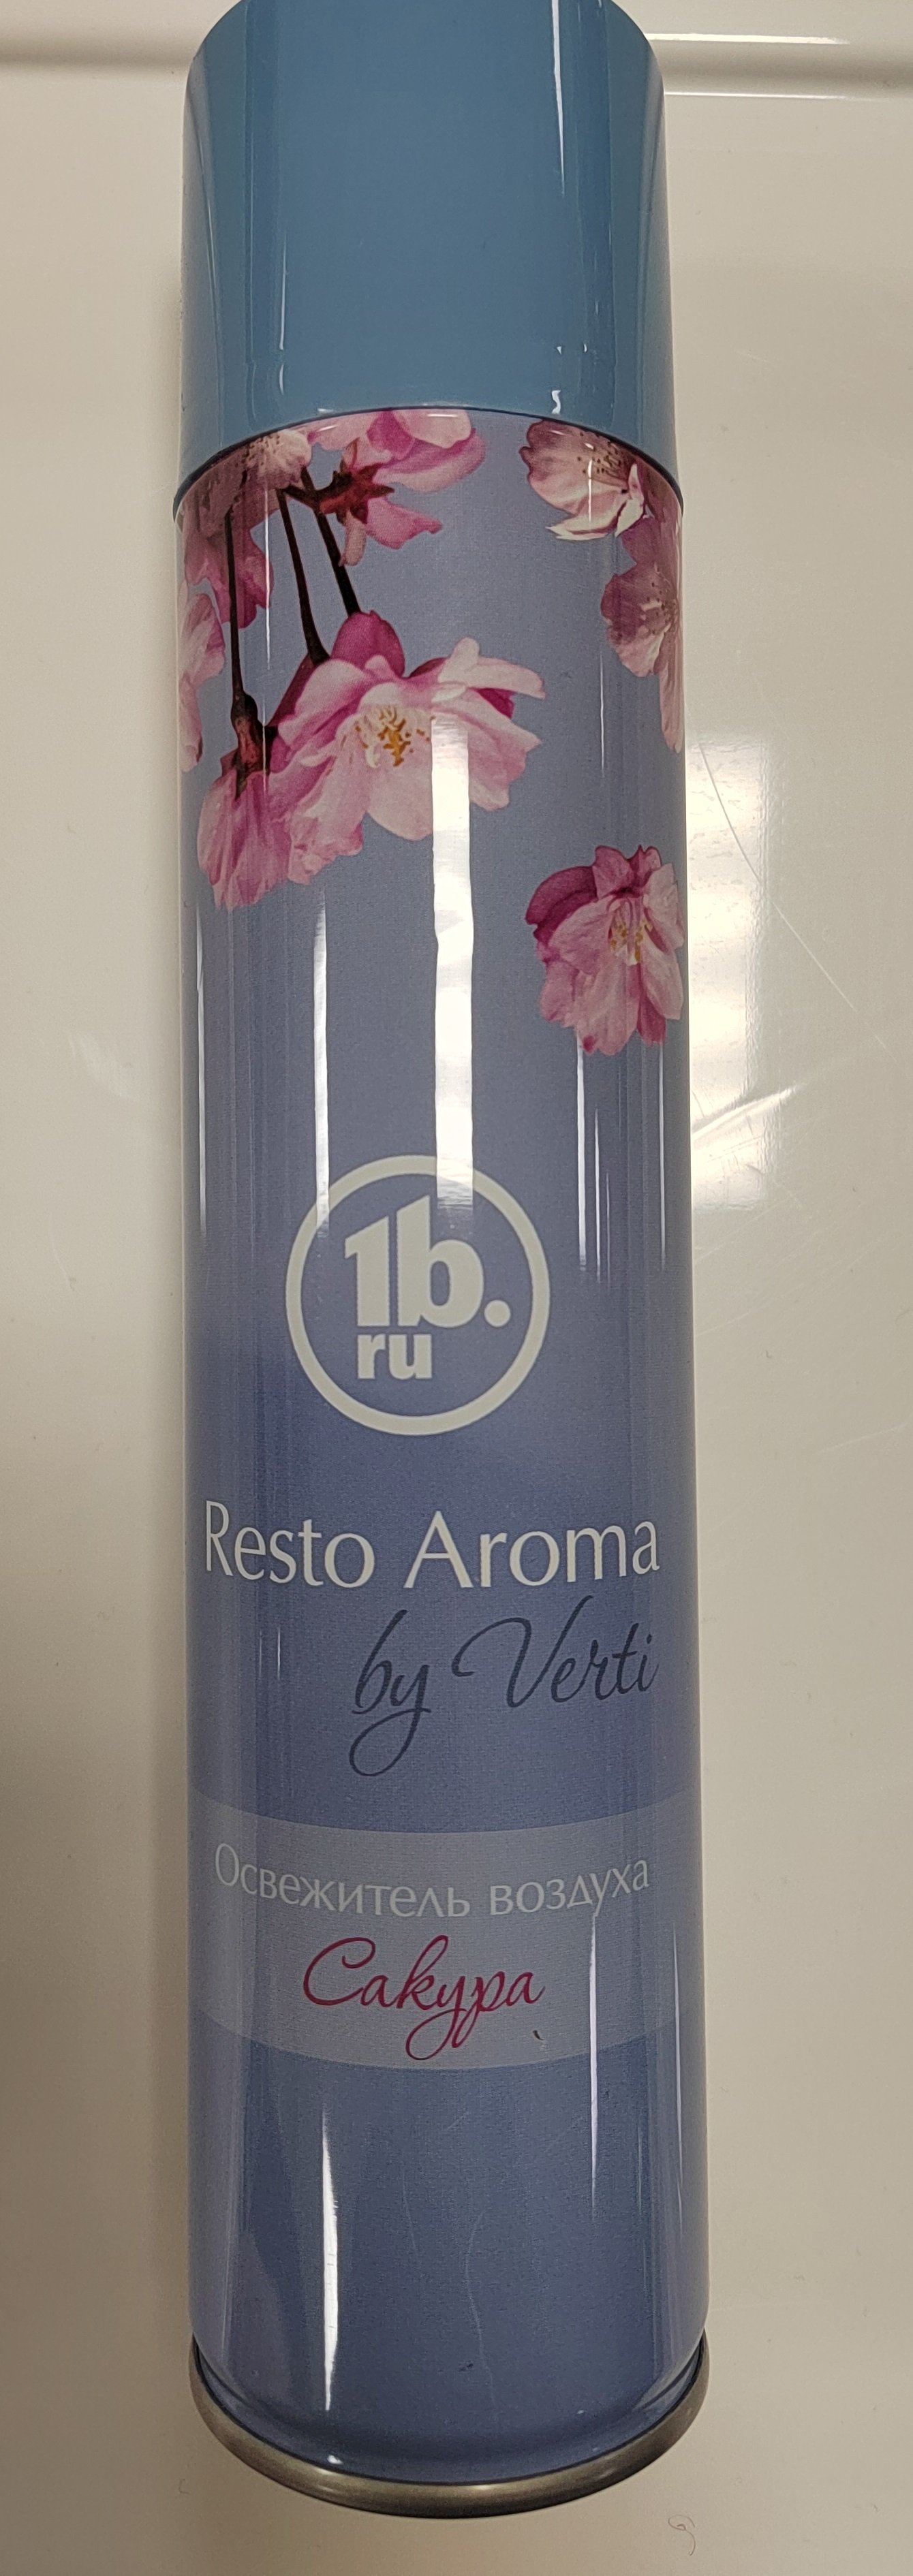 1b.
ru
Resto Aroma
by Verti
Освежитель воздуха
Сакура